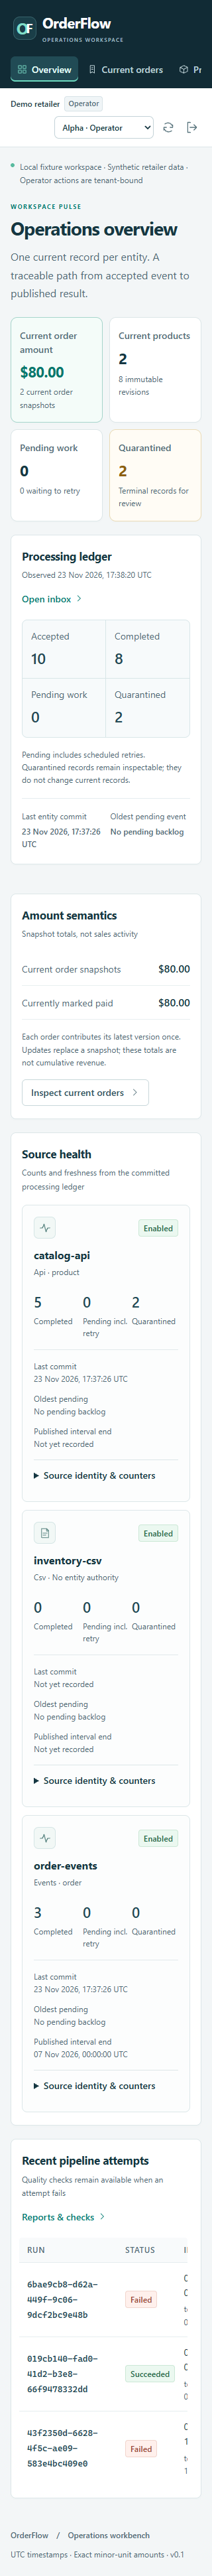 OF OrderFlow
OPERATIONS WORKSPACE
Overview Current orders Pr
Demo retailer Operator
Alpha · Operator
Local fixture workspace · Synthetic retailer data ·
Operator actions are tenant-bound
WORKSPACE PULSE
Operations overview
One current record per entity. A
traceable path from accepted event to
published result.
Current order
amount
$80.00
2 current order
snapshots
Current products
2
8 immutable
revisions
Pending work
0
0 waiting to retry
Quarantined
2
Terminal records for
review
Processing ledger
Observed 23 Nov 2026, 17:38:20 UTC
Open inbox
Accepted
10
Completed
8
Pending work
0
Quarantined
2
Pending includes scheduled retries.
Quarantined records remain inspectable; they
do not change current records.
Last entity commit
23 Nov 2026, 17:37:26
UTC
Oldest pending event
No pending backlog
Amount semantics
Snapshot totals, not sales activity
Current order snapshots $80.00
Currently marked paid $80.00
Each order contributes its latest version once.
Updates replace a snapshot; these totals are
not cumulative revenue.
Inspect current orders
Source health
Counts and freshness from the committed
processing ledger
Enabled
catalog-api
Api · product
5 0 2
Completed Pending incl. Quarantined
retry
Last commit
23 Nov 2026, 17:37:26 UTC
Oldest pending
No pending backlog
Published interval end
Not yet recorded
Source identity & counters
Enabled
inventory-csv
Csv · No entity authority
0 0 0
Completed Pending incl. Quarantined
retry
Last commit
Not yet recorded
Oldest pending
No pending backlog
Published interval end
Not yet recorded
Source identity & counters
Enabled
order-events
Events · order
3 0 0
Completed Pending incl. Quarantined
retry
Last commit
23 Nov 2026, 17:37:26 UTC
Oldest pending
No pending backlog
Published interval end
07 Nov 2026, 00:00:00 UTC
Source identity & counters
Recent pipeline attempts
Quality checks remain available when an
attempt fails
Reports & checks
RUN STATUS
6bae9cb8-d62a-
449f-9c06-
9dcf2bc9e48b
Failed
019cb140-fad0-
41d2-b3e8-
66f9478332dd
Succeeded
43f2350d-6628-
4f5c-ae09-
583e4bc409e0
Failed
OrderFlow / Operations workbench
UTC timestamps · Exact minor-unit amounts · v0.1